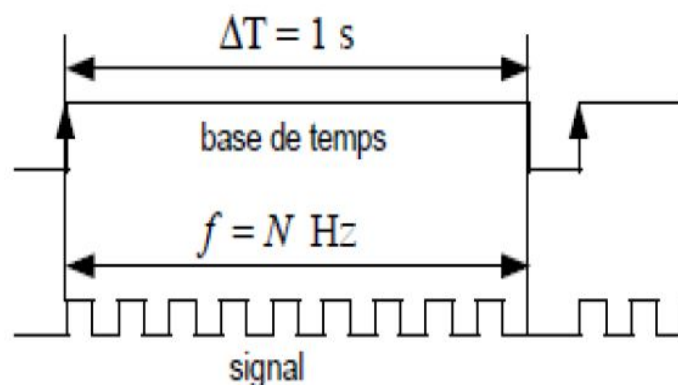 ΔT = 1 s
base de temps
f = N Hz
signal